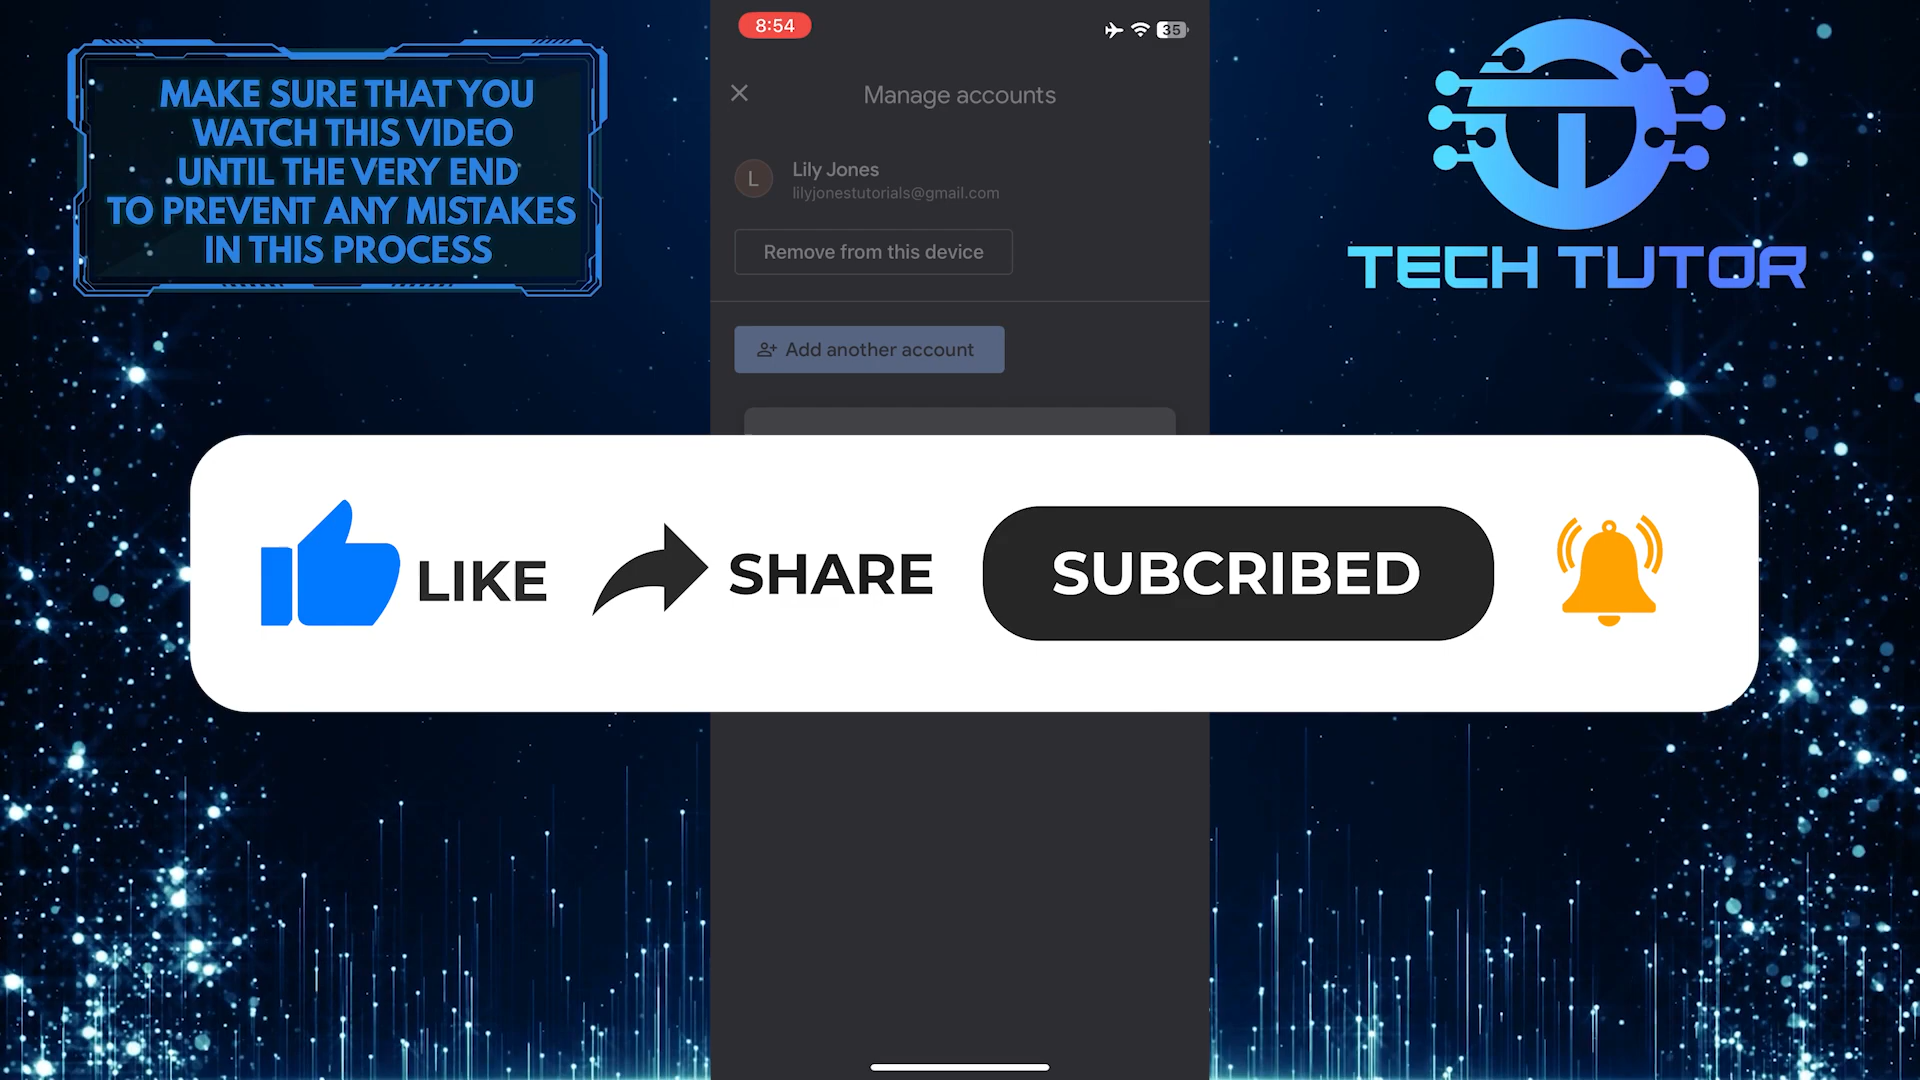 MAKE SURE THAT YOU
WATCH THIS VIDEO
UNTIL THE VERY END
TO PREVENT ANY MISTAKES
IN THIS PROCESS
8:54
35
Manage accounts
L
Lily Jones
lilyjonestutorials@gmail.com
Remove from this device
Add another account
TECH TUTOR
LIKE
SHARE
SUBCRIBED